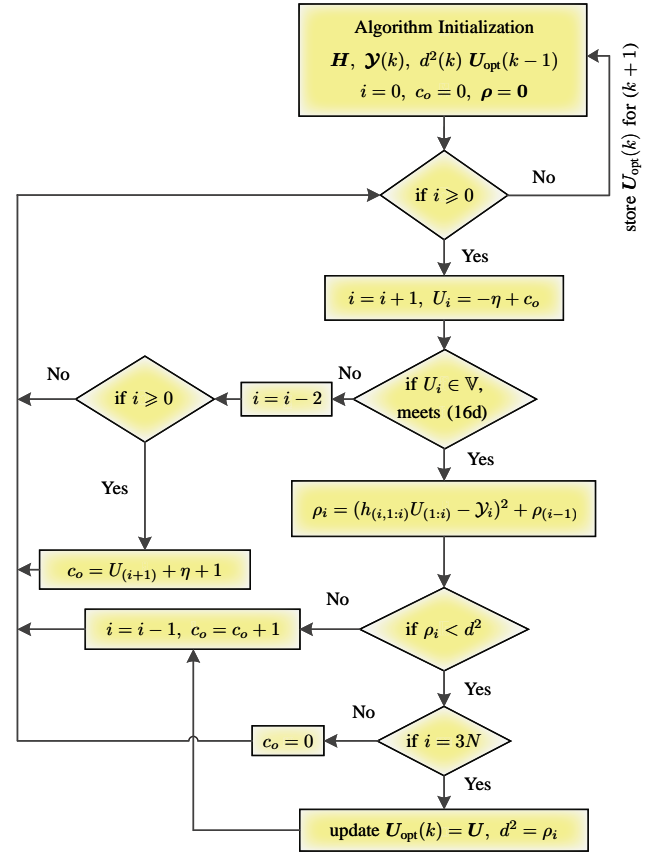 Algorithm Initialization
H, 𝒴(k), d²(k) U_opt(k − 1)
i = 0, c_o = 0, ρ = 0
store U_opt(k) for (k + 1)
if i ⩾ 0
No
Yes
i = i + 1, U_i = −η + c_o
if U_i ∈ 𝕍,
meets (16d)
No
i = i − 2
if i ⩾ 0
No
Yes
c_o = U_(i+1) + η + 1
Yes
ρ_i = (h_(i,1:i)U_(1:i) − 𝒴_i)² + ρ_(i−1)
if ρ_i < d²
No
i = i − 1, c_o = c_o + 1
Yes
if i = 3N
No
c_o = 0
Yes
update U_opt(k) = U, d² = ρ_i